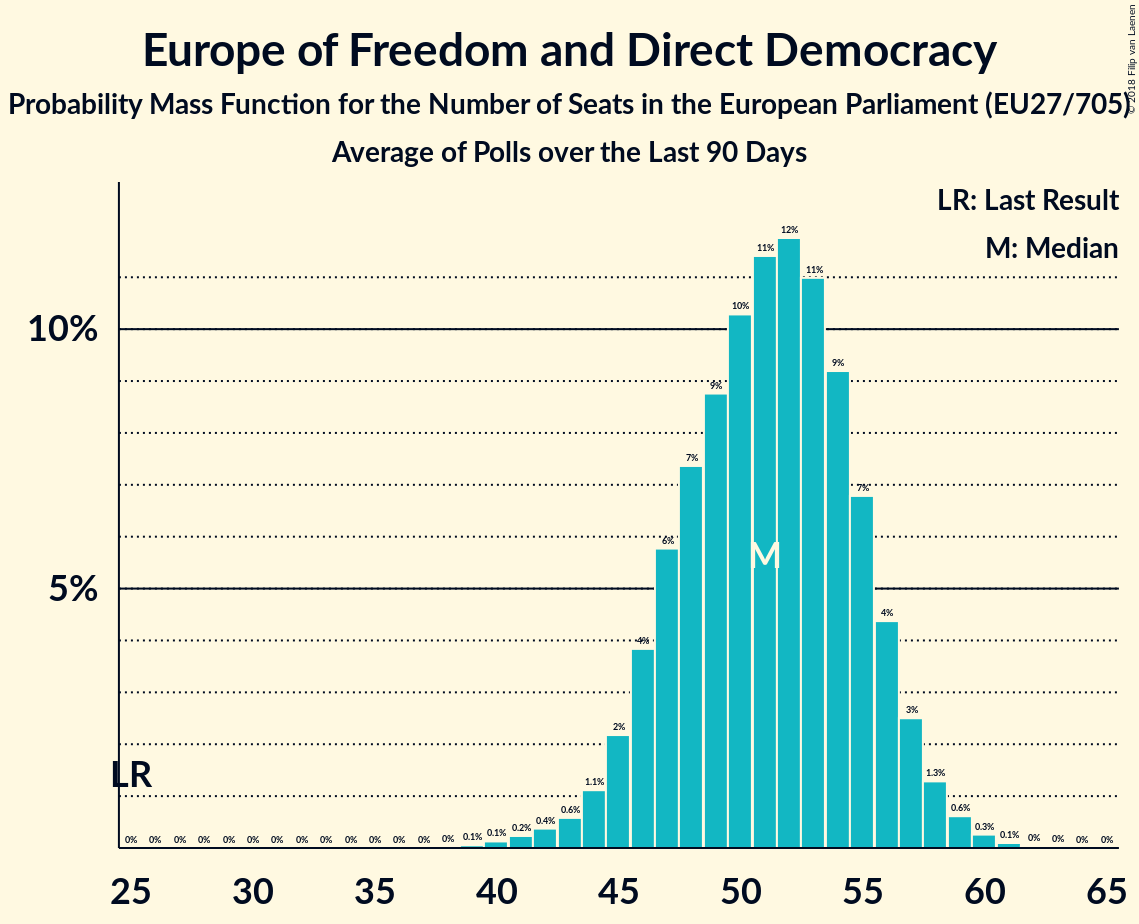 Europe of Freedom and Direct Democracy
Probability Mass Function for the Number of Seats in the European Parliament (EU27/705)
Average of Polls over the Last 90 Days
© 2018 Filip van Laenen
LR: Last Result
M: Median
10%
5%
LR
M
0% 0% 0% 0% 0% 0% 0% 0% 0% 0% 0% 0% 0% 0% 0.1% 0.1% 0.2% 0.4% 0.6% 1.1% 2% 4% 6% 7% 9% 10% 11% 12% 11% 9% 7% 4% 3% 1.3% 0.6% 0.3% 0.1% 0% 0% 0% 0%
25 30 35 40 45 50 55 60 65